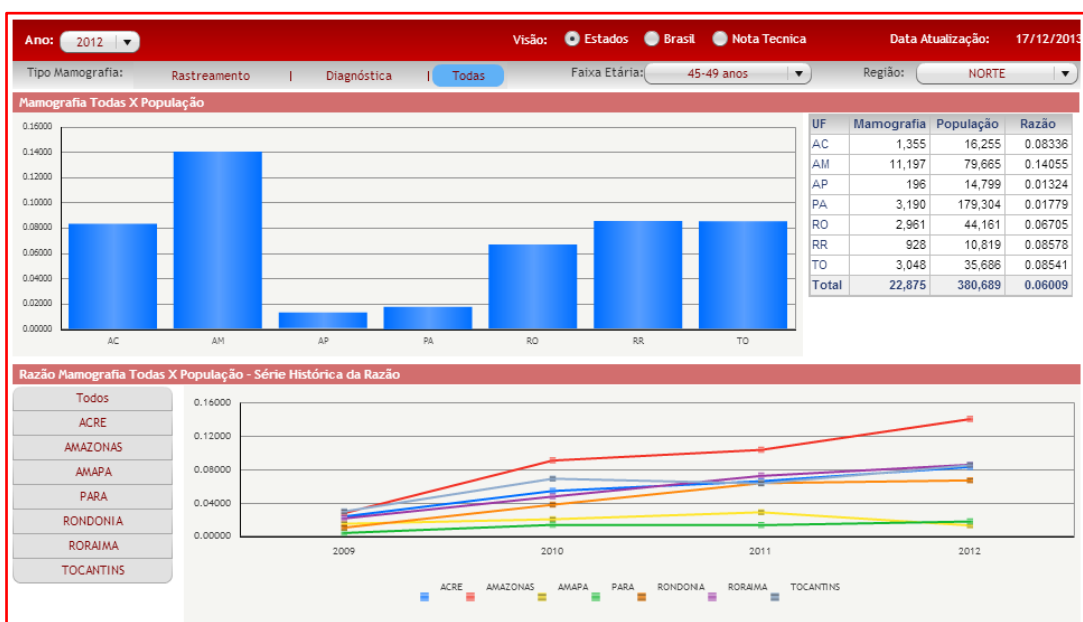 Ano: 2012 Visão: Estados Brasil Nota Tecnica Data Atualização: 17/12/2013
Tipo Mamografia: Rastreamento | Diagnóstica | Todas Faixa Etária: 45-49 anos Região: NORTE
Mamografia Todas X População
0.16000
0.14000
0.12000
0.10000
0.08000
0.06000
0.04000
0.02000
0.00000
AC AM AP PA RO RR TO
UF Mamografia População Razão
AC 1,355 16,255 0.08336
AM 11,197 79,665 0.14055
AP 196 14,799 0.01324
PA 3,190 179,304 0.01779
RO 2,961 44,161 0.06705
RR 928 10,819 0.08578
TO 3,048 35,686 0.08541
Total 22,875 380,689 0.06009
Razão Mamografia Todas X População - Série Histórica da Razão
Todos
ACRE
AMAZONAS
AMAPA
PARA
RONDONIA
RORAIMA
TOCANTINS
0.16000
0.12000
0.08000
0.04000
0.00000
2009 2010 2011 2012
ACRE AMAZONAS AMAPA PARA RONDONIA RORAIMA TOCANTINS